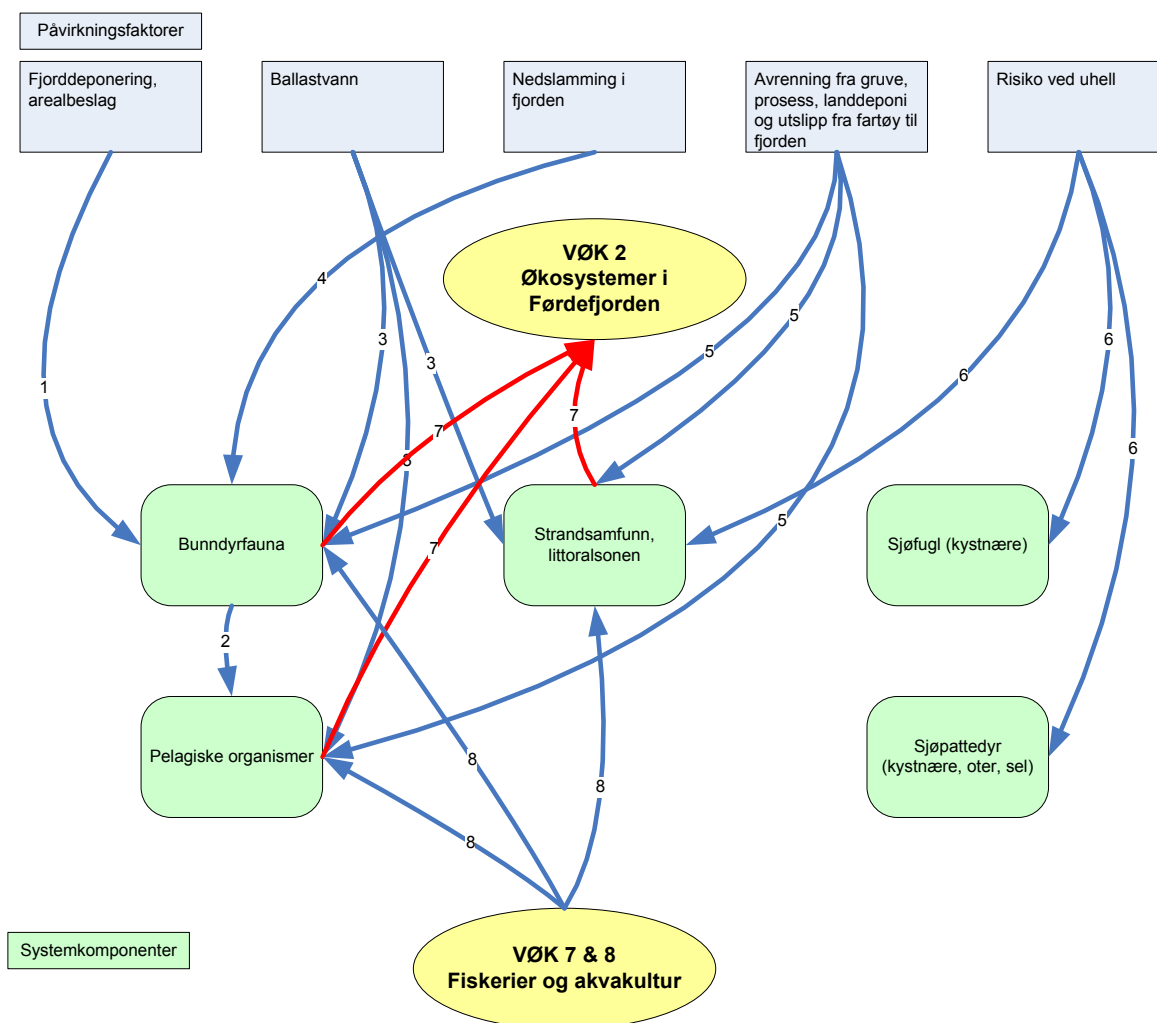 Påvirkningsfaktorer
Fjorddeponering,
arealbeslag
Ballastvann
Nedslamming i
fjorden
Avrenning fra gruve,
prosess, landdeponi
og utslipp fra fartøy til
fjorden
Risiko ved uhell
VØK 2
Økosystemer i
Førdefjorden
4
5
3
3
5
6
6
1
6
7
7
6
3
5
7
Bunndyrfauna
Strandsamfunn,
littoralsonen
Sjøfugl (kystnære)
2
Pelagiske organismer
Sjøpattedyr
(kystnære, oter, sel)
8
8
8
Systemkomponenter
VØK 7 & 8
Fiskerier og akvakultur